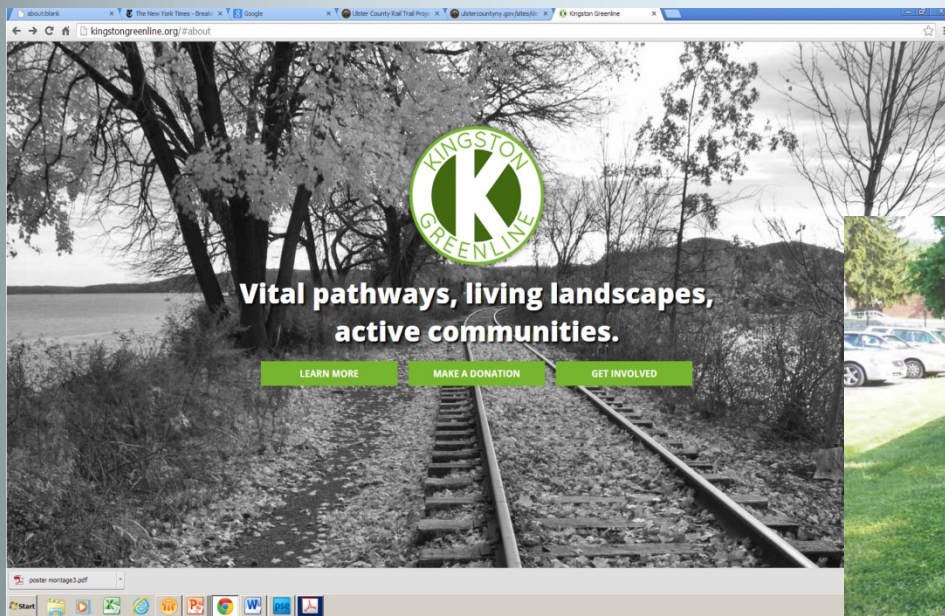 about:blank
The New York Times - Breaki
Google
Ulster County Rail Trail Proje
ulstercountyny.gov/sites/de
Kingston Greenline
kingstongreenline.org/#about
KINGSTON
K
GREENLINE
Vital pathways, living landscapes,
active communities.
LEARN MORE
MAKE A DONATION
GET INVOLVED
poster montage3.pdf
Start
W
pse